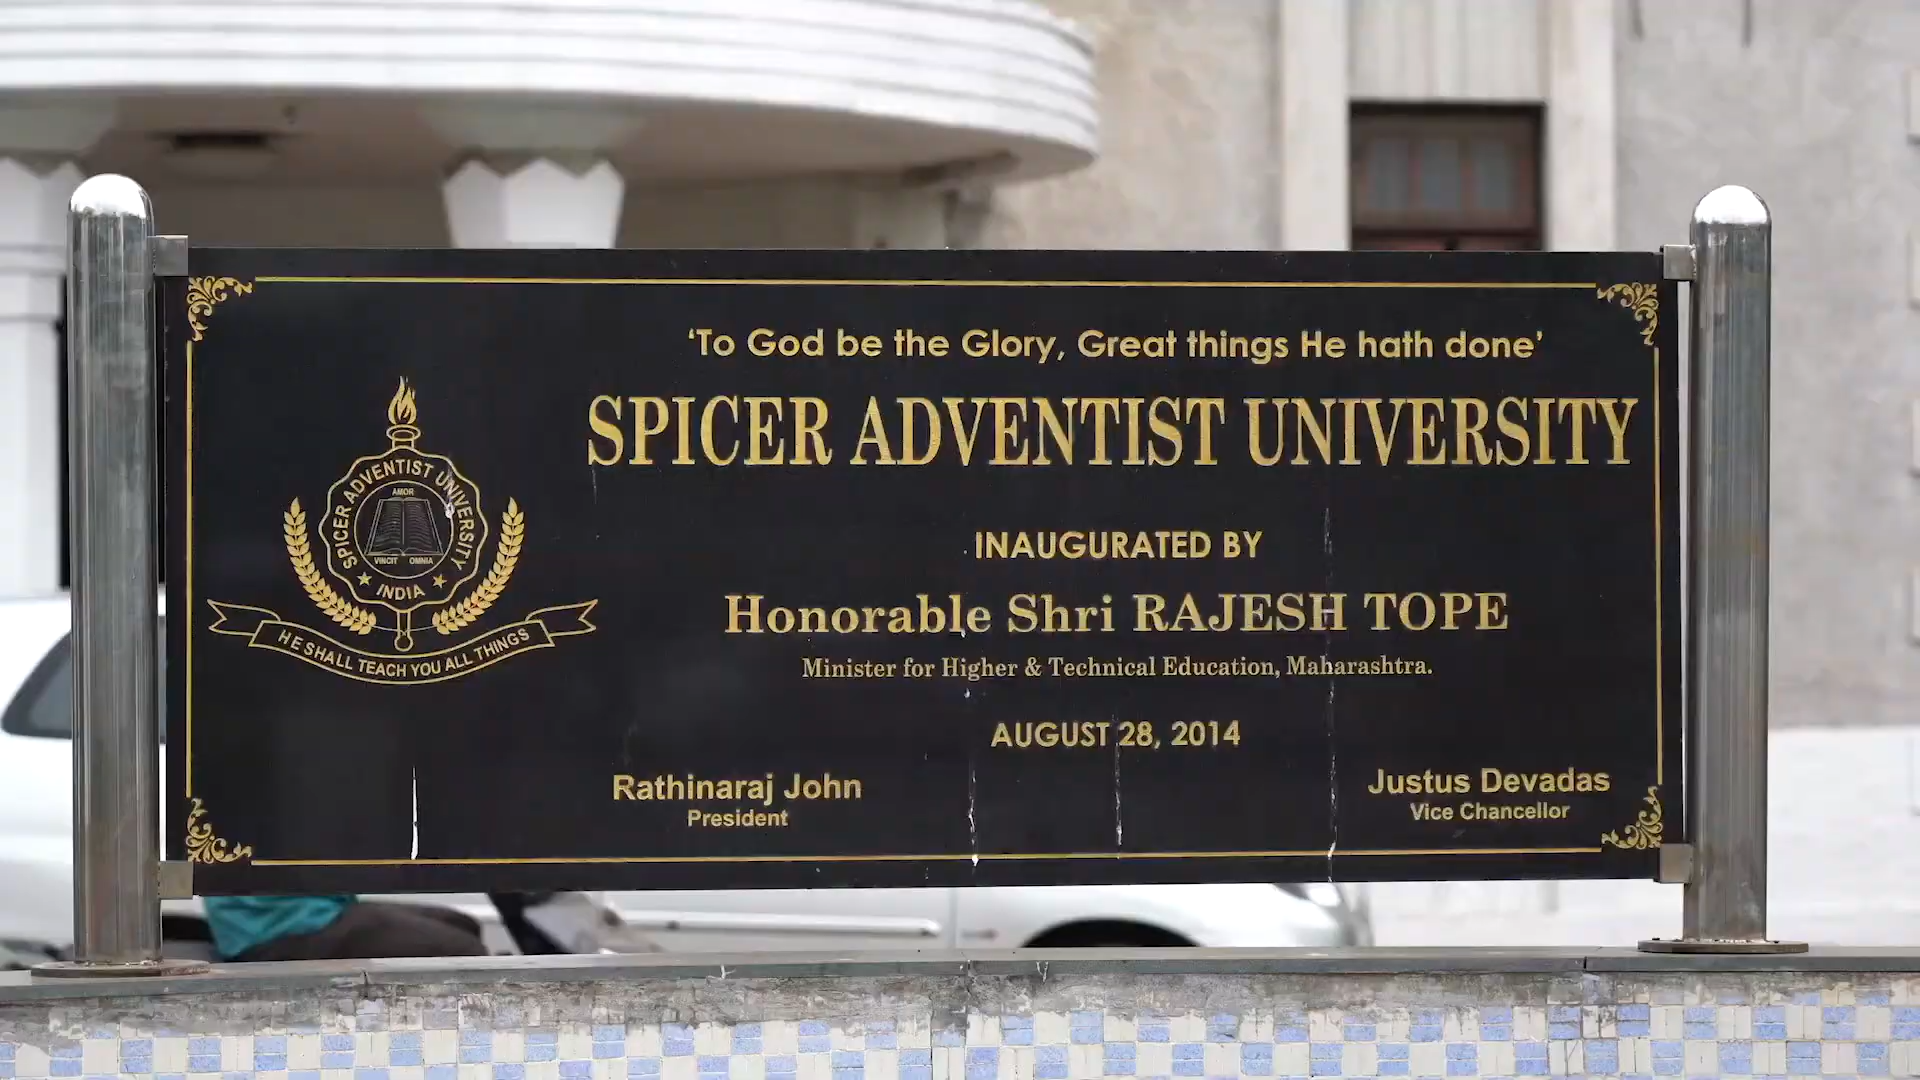 ‘To God be the Glory, Great things He hath done’
SPICER ADVENTIST UNIVERSITY
SPICER ADVENTIST UNIVERSITY
AMOR
VINCIT OMNIA
INDIA
HE SHALL TEACH YOU ALL THINGS
INAUGURATED BY
Honorable Shri RAJESH TOPE
Minister for Higher & Technical Education, Maharashtra.
AUGUST 28, 2014
Rathinaraj John
President
Justus Devadas
Vice Chancellor